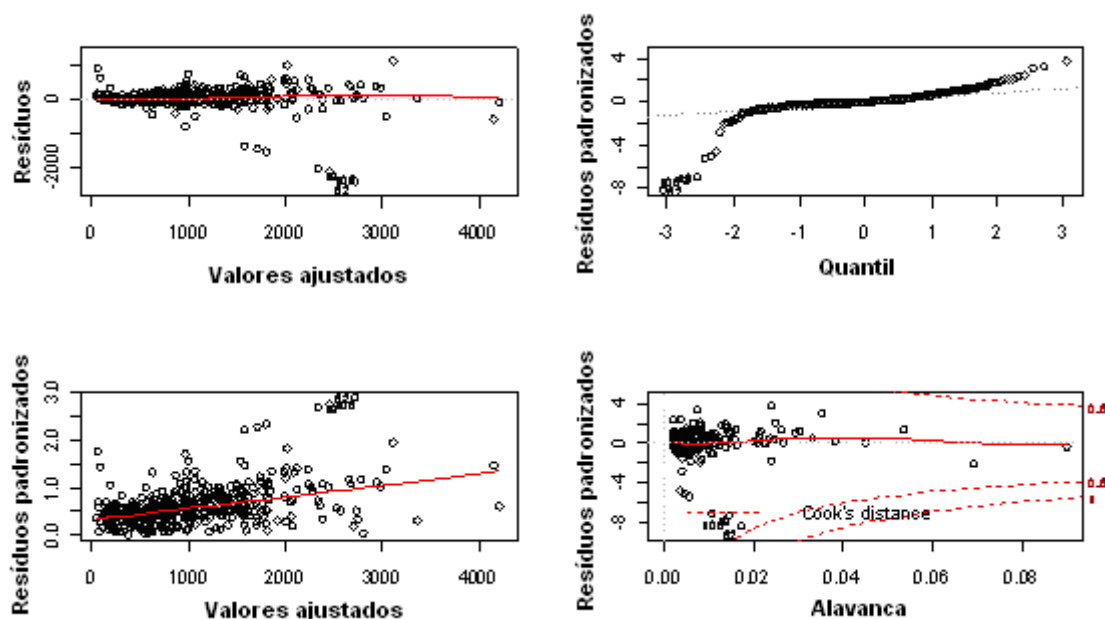 Resíduos
0
-2000
0 1000 2000 3000 4000
Valores ajustados
Resíduos padronizados
4
0
-4
-8
-3 -2 -1 0 1 2 3
Quantil
Resíduos padronizados
3.0
2.0
1.0
0.0
0 1000 2000 3000 4000
Valores ajustados
Resíduos padronizados
4
0
-4
-8
Cook's distance
0.00 0.02 0.04 0.06 0.08
Alavanca